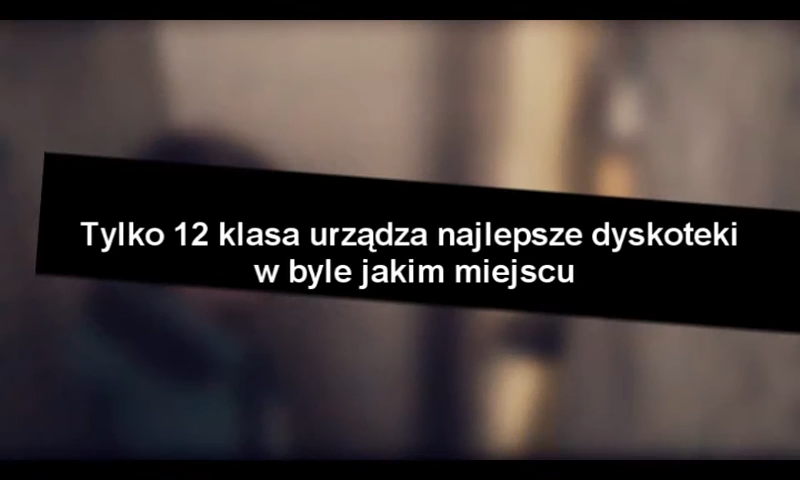 Tylko 12 klasa urządza najlepsze dyskoteki
w byle jakim miejscu